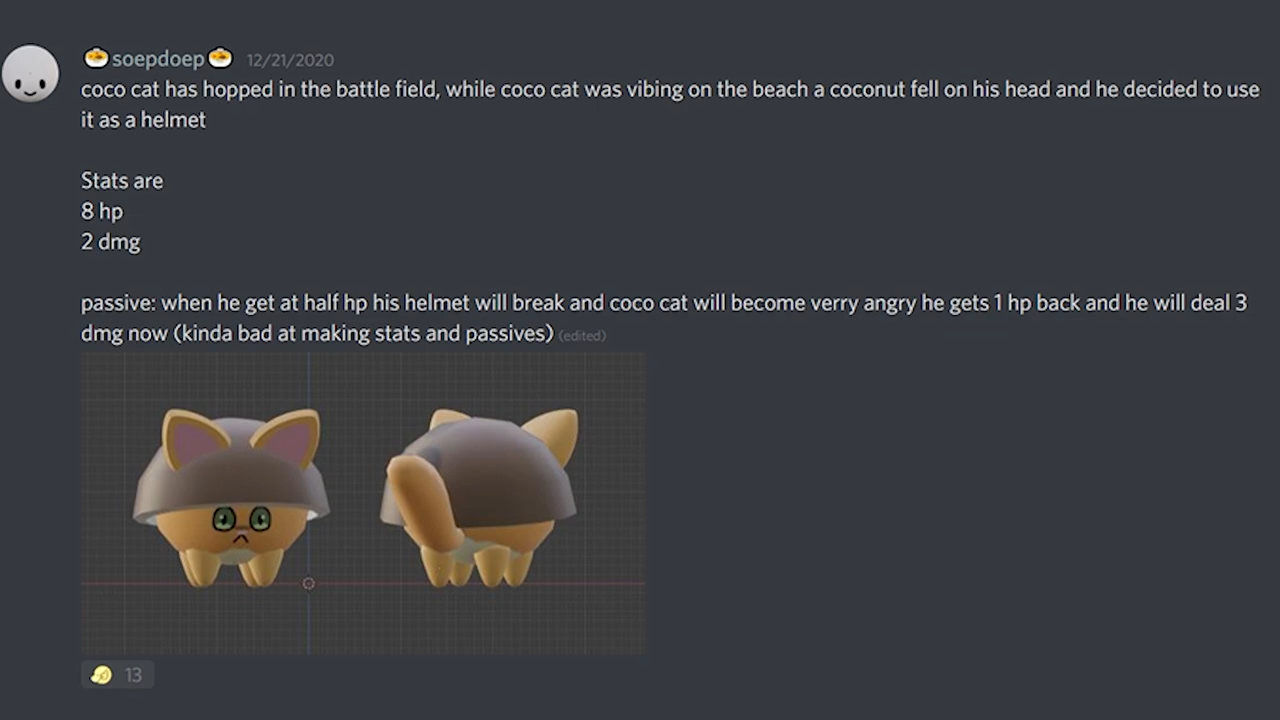 soepdoep 12/21/2020
coco cat has hopped in the battle field, while coco cat was vibing on the beach a coconut fell on his head and he decided to use
it as a helmet
Stats are
8 hp
2 dmg
passive: when he get at half hp his helmet will break and coco cat will become verry angry he gets 1 hp back and he will deal 3
dmg now (kinda bad at making stats and passives) (edited)
13